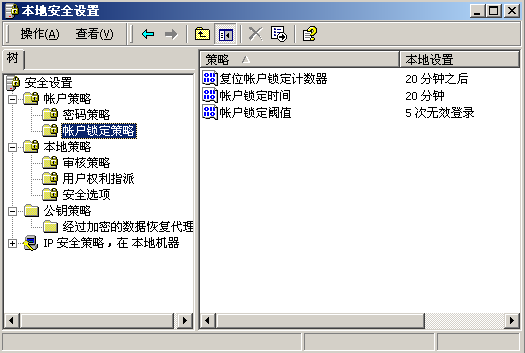 本地安全设置
操作(A) 查看(V)
树
策略 本地设置
安全设置
帐户策略
密码策略
帐户锁定策略
本地策略
审核策略
用户权利指派
安全选项
公钥策略
经过加密的数据恢复代理
IP 安全策略，在 本地机器
复位帐户锁定计数器 20 分钟之后
帐户锁定时间 20 分钟
帐户锁定阈值 5 次无效登录